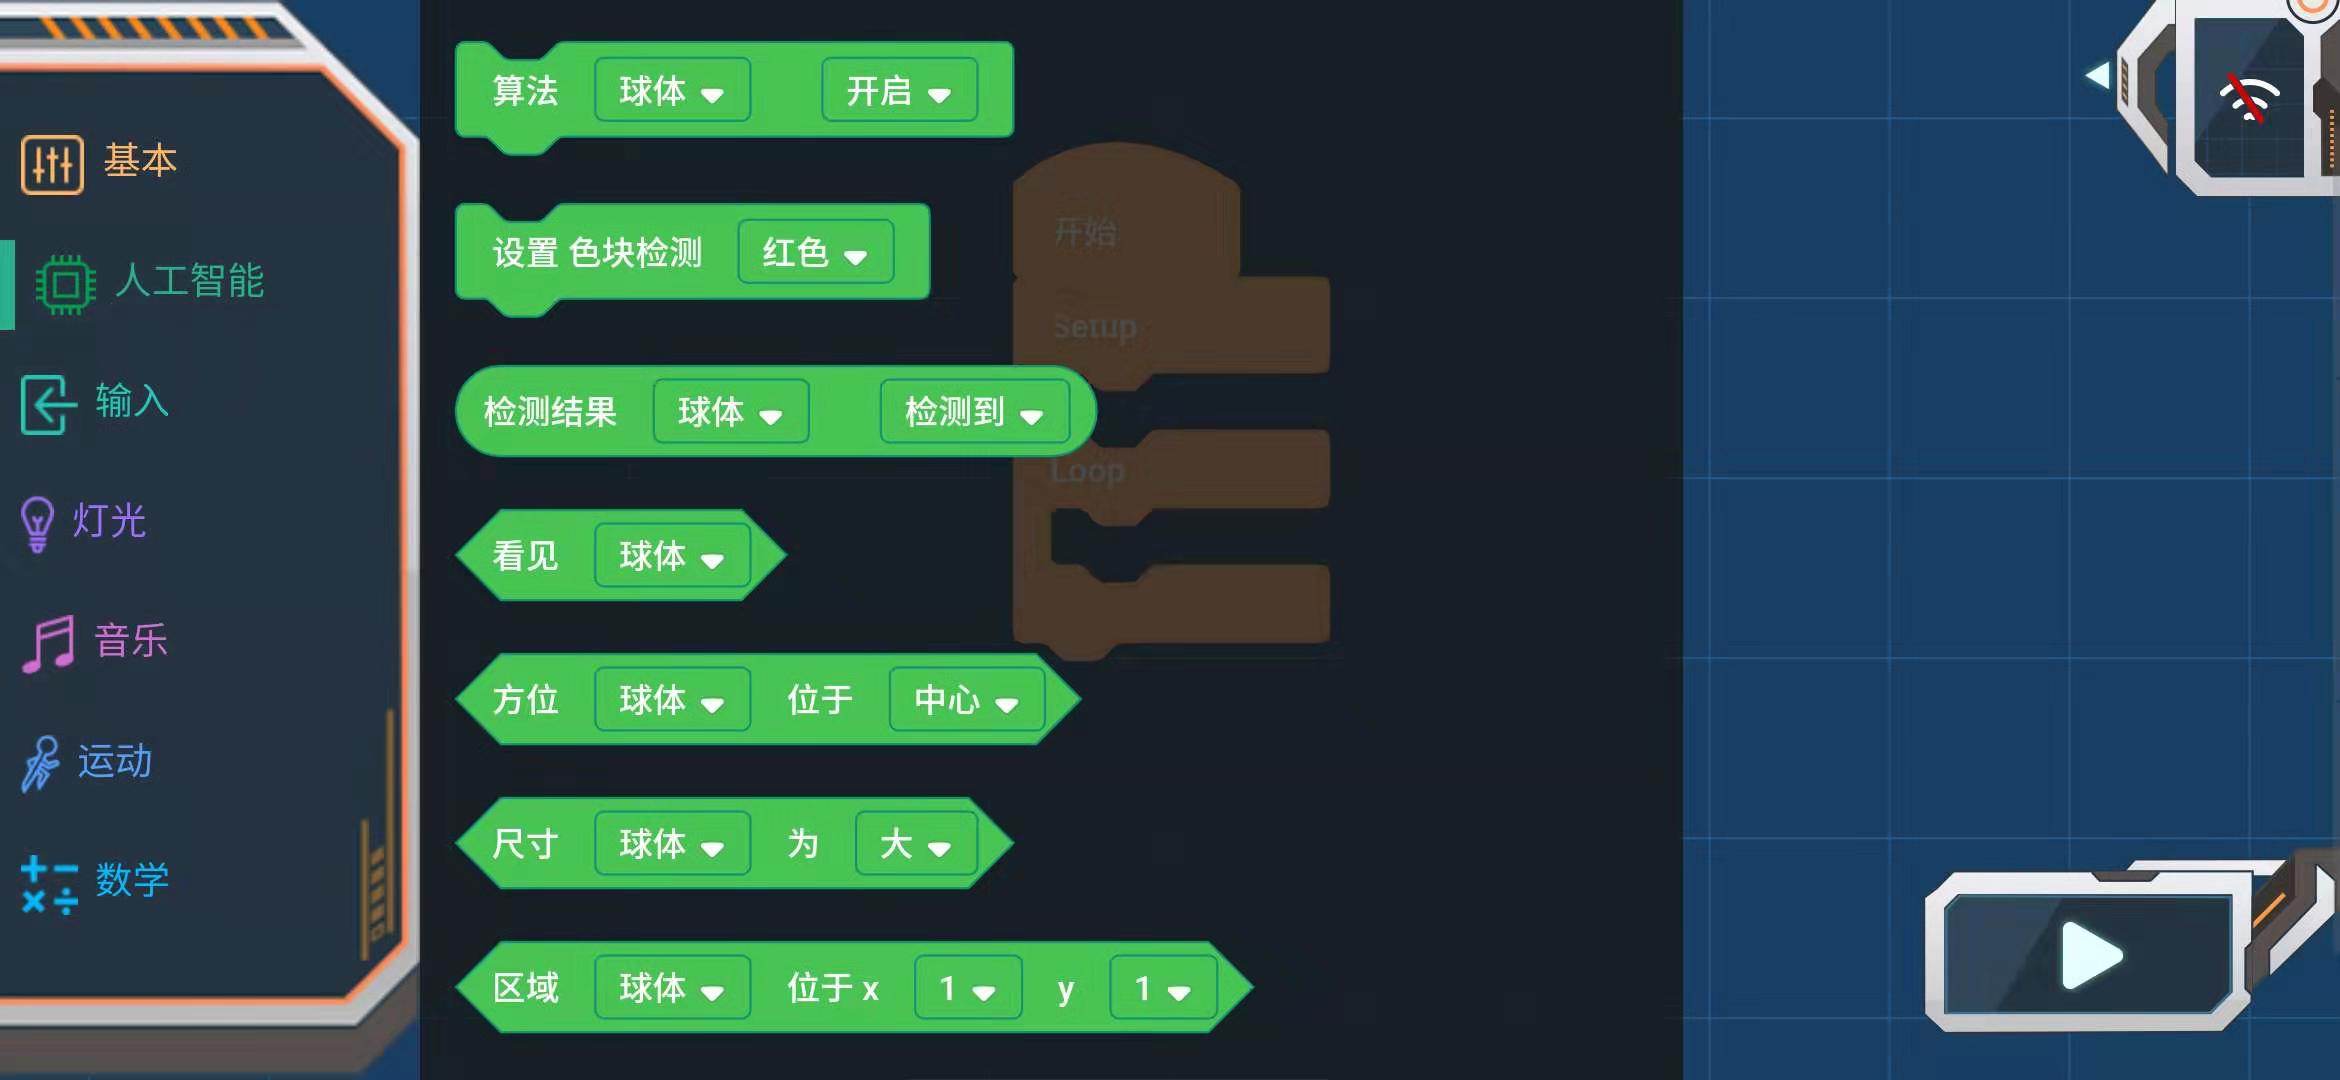 基本
人工智能
输入
灯光
音乐
运动
数学
算法 球体 开启
设置 色块检测 红色
检测结果 球体 检测到
看见 球体
方位 球体 位于 中心
尺寸 球体 为 大
区域 球体 位于 x 1 y 1
开始
Setup
Loop